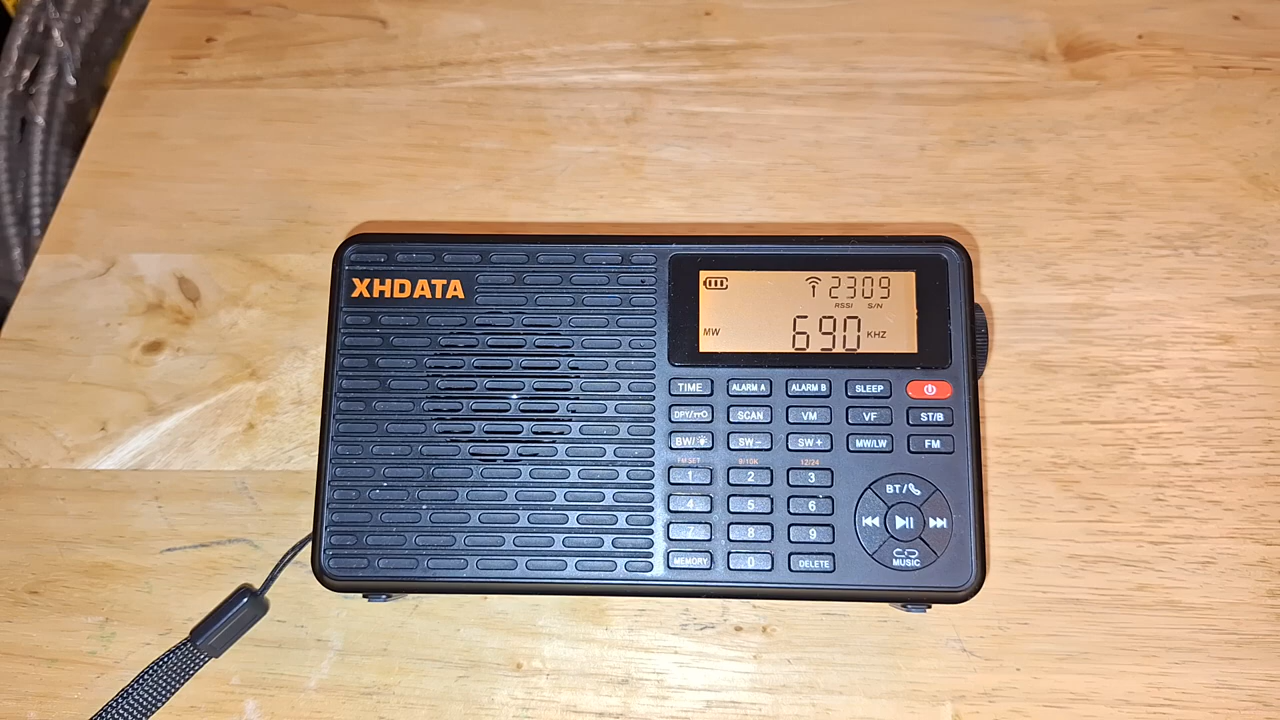 XHDATA
2309
RSSI S/N
MW 690 KHZ
TIME ALARM A ALARM B SLEEP
DPY/ SCAN VM VF ST/B
BW/ SW- SW+ MW/LW FM
FM SET 9/10K 12/24
1 2 3
BT/
4 5 6
7 8 9
MUSIC
MEMORY 0 DELETE